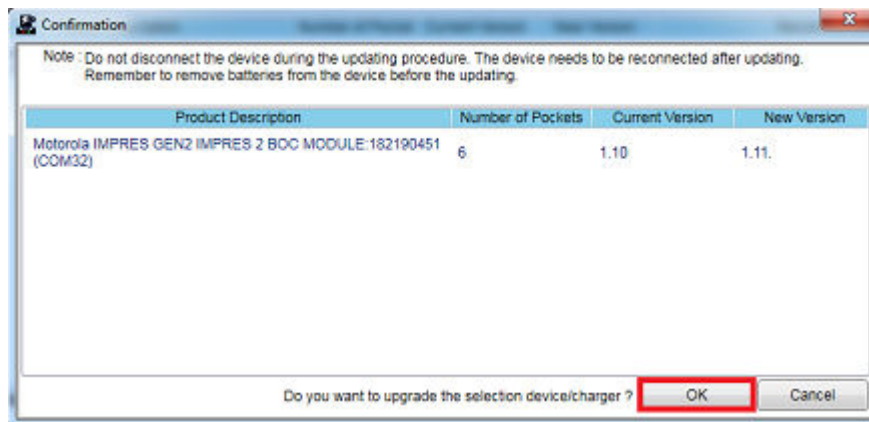 Confirmation
Note : Do not disconnect the device during the updating procedure. The device needs to be reconnected after updating.
Remember to remove batteries from the device before the updating.
Product Description Number of Pockets Current Version New Version
Motorola IMPRES GEN2 IMPRES 2 BOC MODULE:182190451 6 1.10 1.11.
(COM32)
Do you want to upgrade the selection device/charger ? OK Cancel